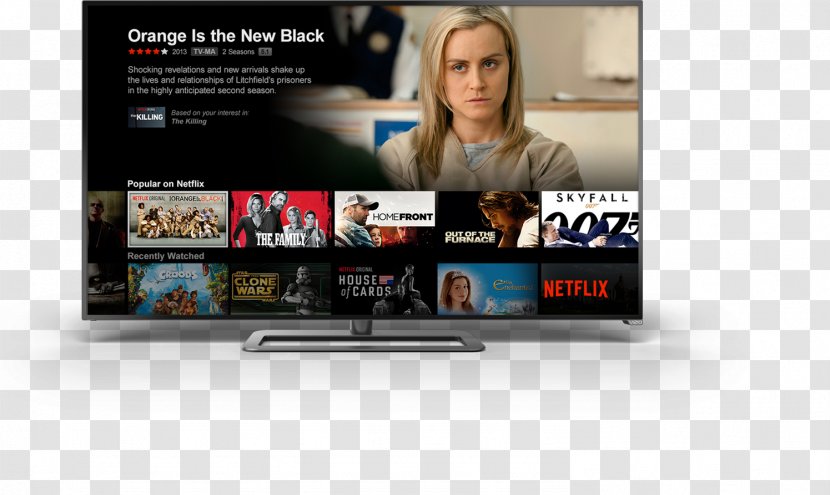 Orange Is the New Black
2013 TV-MA 2 Seasons 5.1
Shocking revelations and new arrivals shake up
the lives and relationships of Litchfield's prisoners
in the highly anticipated second season.
THE KILLING
Based on your interest in:
The Killing
Popular on Netflix
NETFLIX ORIGINAL ORANGE IS THE NEW BLACK
THE FAMILY
HOMEFRONT
OUT OF THE
FURNACE
SKYFALL
007
Recently Watched
THE CROODS
STAR WARS
CLONE
WARS
NETFLIX ORIGINAL
HOUSE
of CARDS
Enchanted
NETFLIX
VIZIO